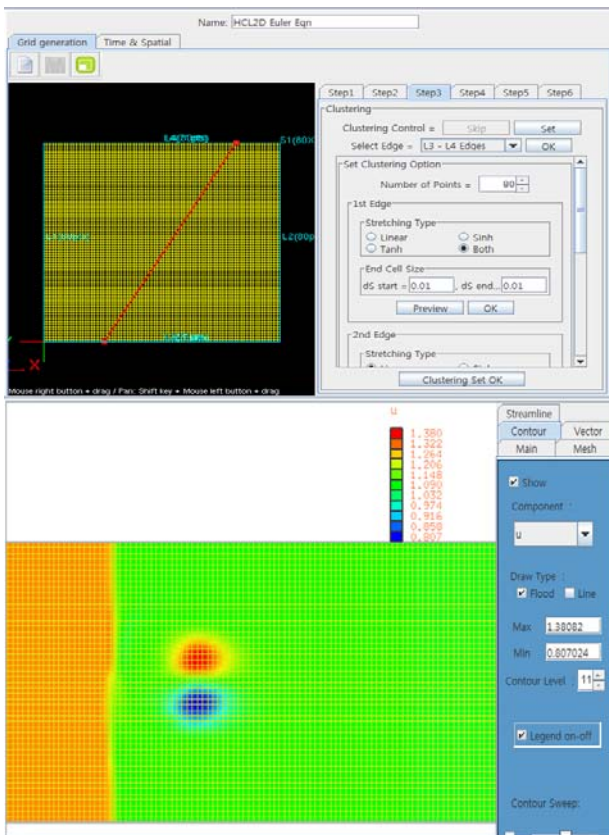 Name: HCL2D Euler Eqn
Grid generation Time & Spatial
Step1 Step2 Step3 Step4 Step5 Step6
Clustering
Clustering Control = Skip Set
Select Edge = L3 - L4 Edges OK
Set Clustering Option
Number of Points = 80
1st Edge
Stretching Type
Linear Sinh
Tanh Both
End Cell Size
dS start = 0.01 , dS end... 0.01
Preview OK
2nd Edge
Stretching Type
Clustering Set OK
X
Mouse right button + drag / Pan: Shift key + Mouse left button + drag
u
1.380
1.322
1.264
1.206
1.148
1.090
1.032
0.974
0.916
0.858
0.807
Streamline
Contour Vector
Main Mesh
Show
Component :
u
Draw Type :
Flood Line
Max 1.38082
Min 0.807024
Contour Level : 11
Legend on-off
Contour Sweep: